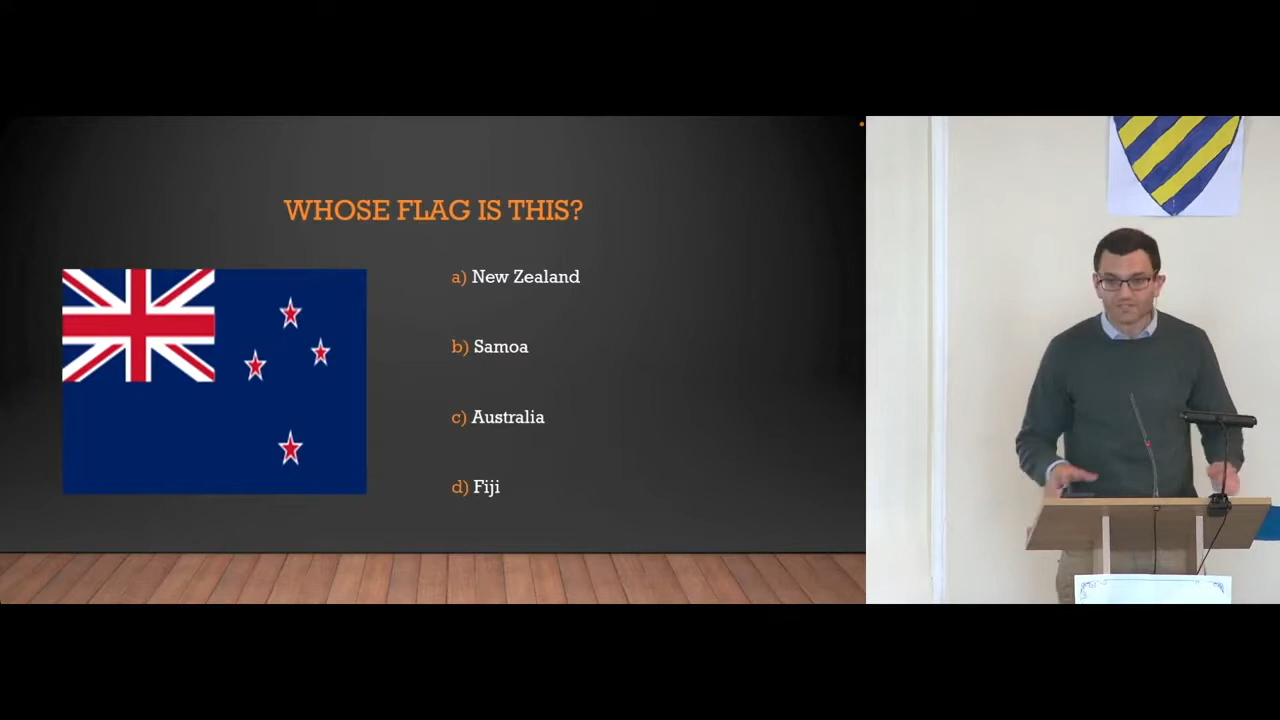 WHOSE FLAG IS THIS?
a) New Zealand
b) Samoa
c) Australia
d) Fiji